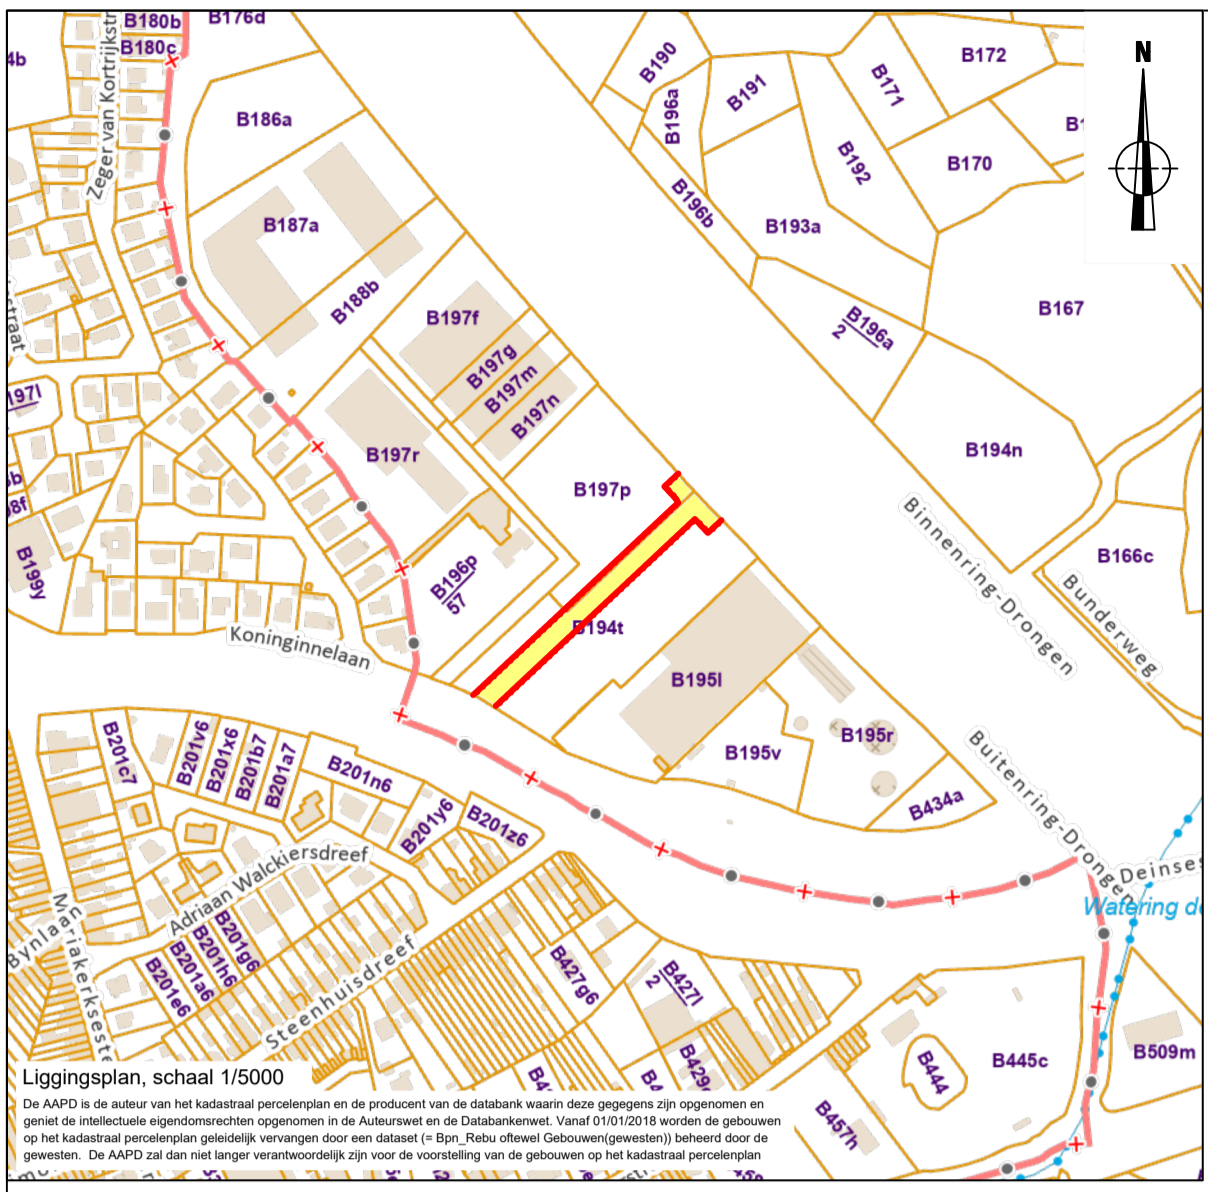 B180b
B176d
B180c
4b
Zeger van Kortrijkstr
B186a
B187a
B188b
B190
B196a
B191
B171
B172
B170
B192
B196b
B193a
N
B197f
B197g
B197m
B197n
B196a
2
B167
straat
197l
B197r
B197p
B194n
B199y
B196p
57
B194t
Binnenring-Drongen
B166c
Bunderweg
Koninginnelaan
B195l
B195v
B195r
B434a
Buitenring-Drongen
Deinses
Watering de
B201c7
B201v6
B201x6
B201b7
B201a7
B201n6
B201y6
B201z6
Adriaan Walckiersdreef
Bynlaan
Mariakerksest
B201g6
B201h6
B201a6
B201e6
Steenhuisdreef
B427g6
B427l
2
B445c
B444
B509m
B457h
Liggingsplan, schaal 1/5000
De AAPD is de auteur van het kadastraal percelenplan en de producent van de databank waarin deze gegegens zijn opgenomen en
geniet de intellectuele eigendomsrechten opgenomen in de Auteurswet en de Databankenwet. Vanaf 01/01/2018 worden de gebouwen
op het kadastraal percelenplan geleidelijk vervangen door een dataset (= Bpn_Rebu oftewel Gebouwen(gewesten)) beheerd door de
gewesten. De AAPD zal dan niet langer verantwoordelijk zijn voor de voorstelling van de gebouwen op het kadastraal percelenplan